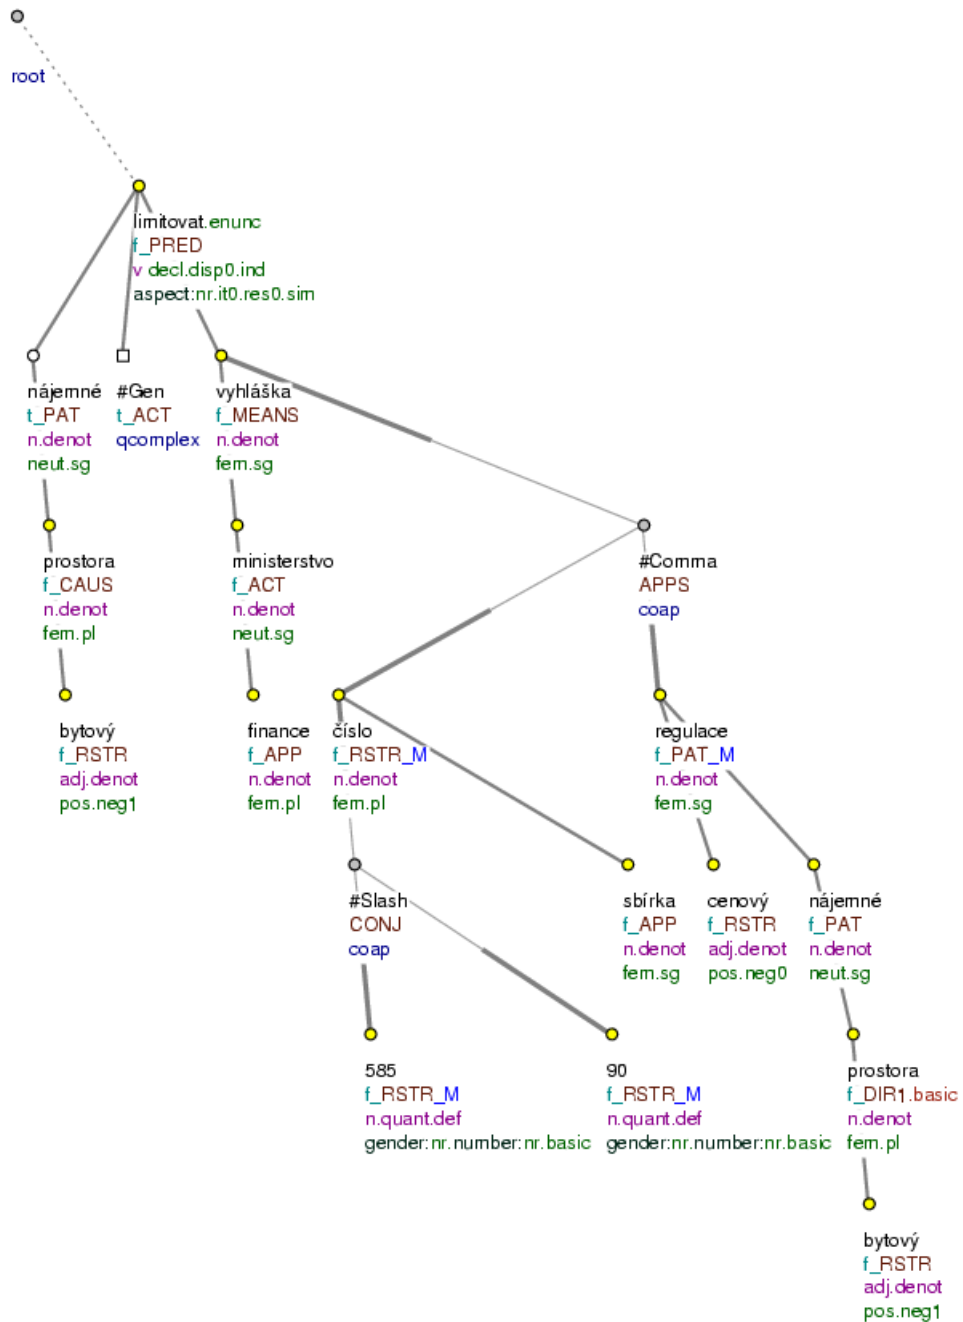 root
limitovat.enunc
f_PRED
v decl.disp0.ind
aspect:nr.it0.res0.sim
nájemné
t_PAT
n.denot
neut.sg
#Gen
t_ACT
qcomplex
vyhláška
f_MEANS
n.denot
fem.sg
prostora
f_CAUS
n.denot
fem.pl
ministerstvo
f_ACT
n.denot
neut.sg
#Comma
APPS
coap
bytový
f_RSTR
adj.denot
pos.neg1
finance
f_APP
n.denot
fem.pl
číslo
f_RSTR_M
n.denot
fem.pl
regulace
f_PAT_M
n.denot
fem.sg
#Slash
CONJ
coap
sbírka
f_APP
n.denot
fem.sg
cenový
f_RSTR
adj.denot
pos.neg0
nájemné
f_PAT
n.denot
neut.sg
585
f_RSTR_M
n.quant.def
gender:nr.number:nr.basic
90
f_RSTR_M
n.quant.def
gender:nr.number:nr.basic
prostora
f_DIR1.basic
n.denot
fem.pl
bytový
f_RSTR
adj.denot
pos.neg1